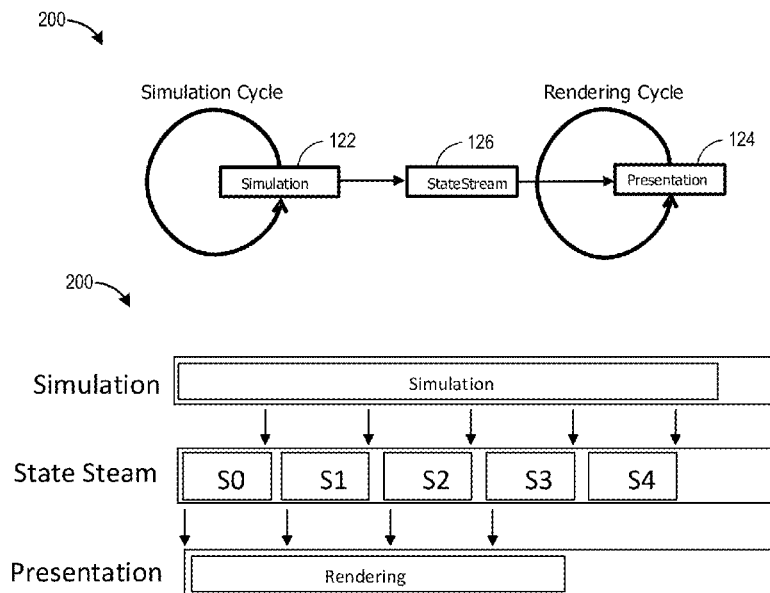 200
Simulation Cycle
Rendering Cycle
122
126
124
Simulation
StateStream
Presentation
200
Simulation
Simulation
State Steam
S0 S1 S2 S3 S4
Presentation
Rendering